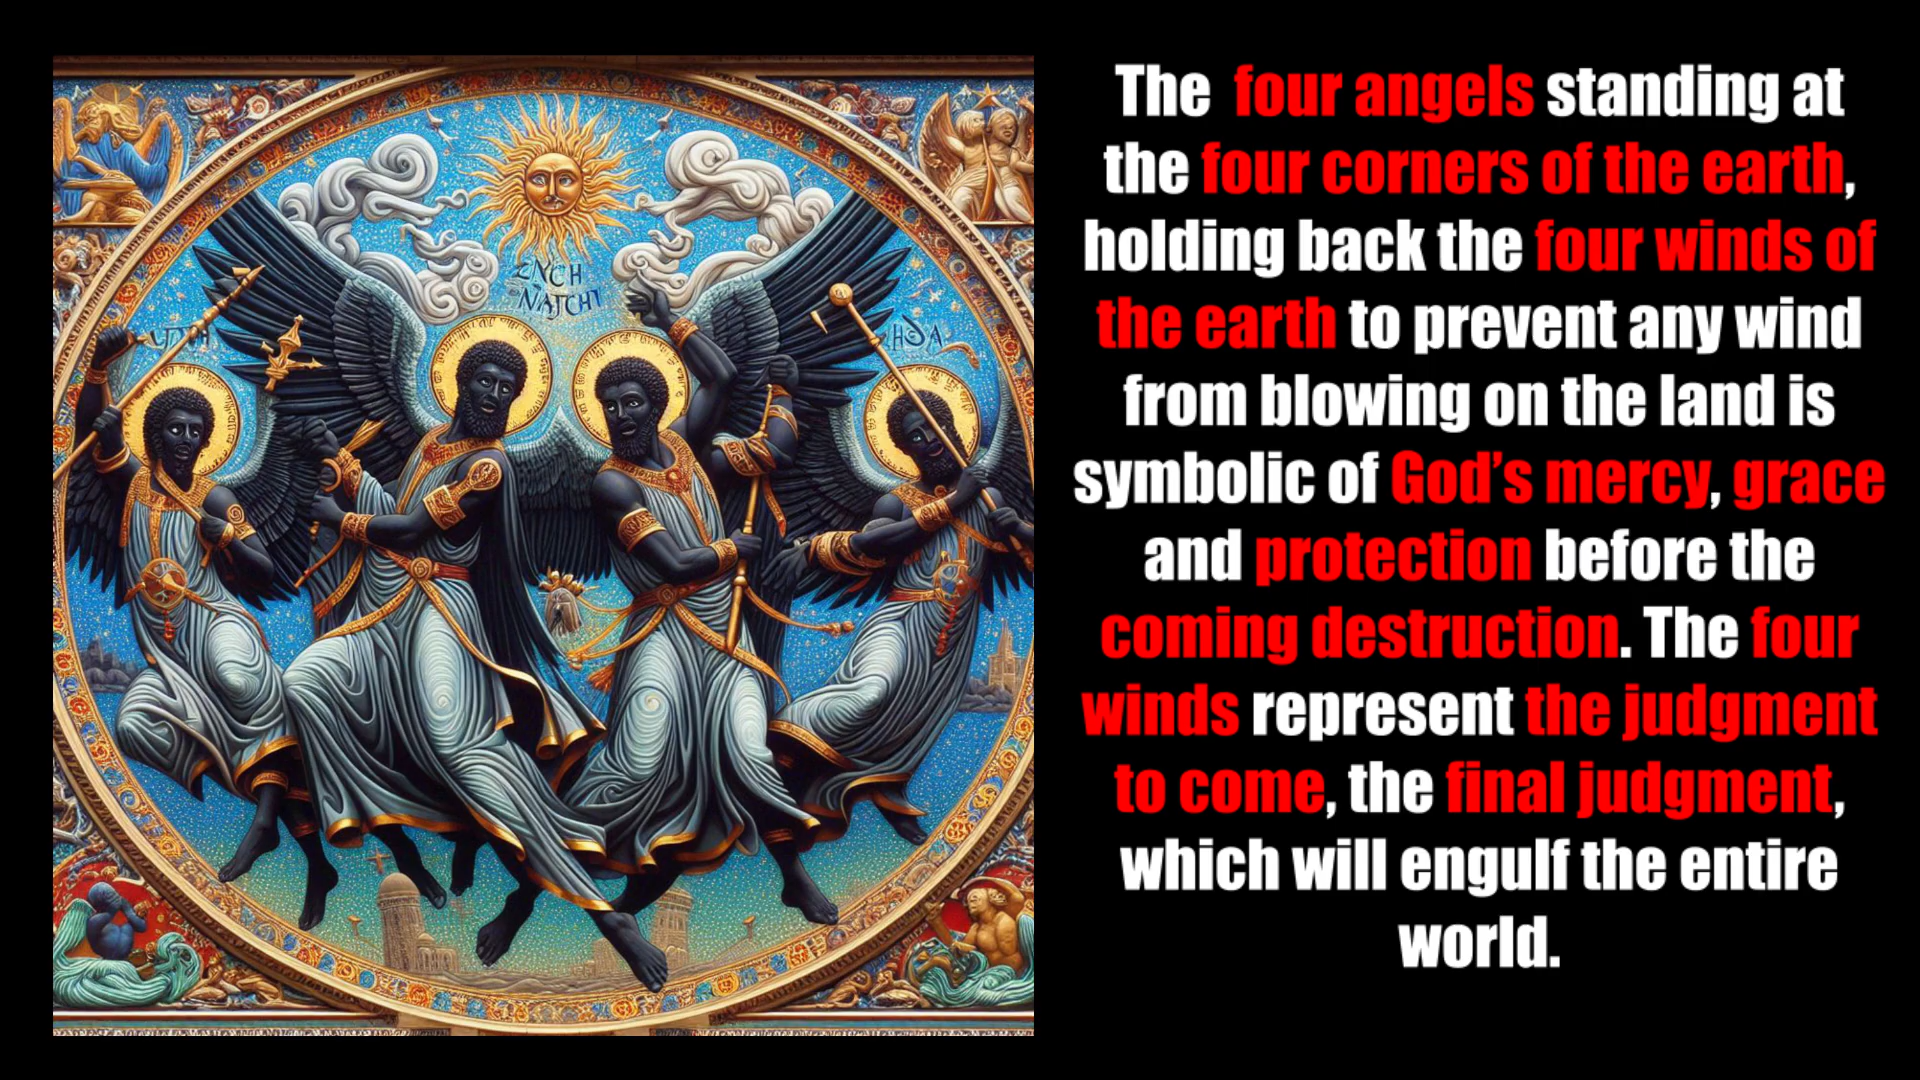 The four angels standing at
the four corners of the earth,
holding back the four winds of
the earth to prevent any wind
from blowing on the land is
symbolic of God’s mercy, grace
and protection before the
coming destruction. The four
winds represent the judgment
to come, the final judgment,
which will engulf the entire
world.